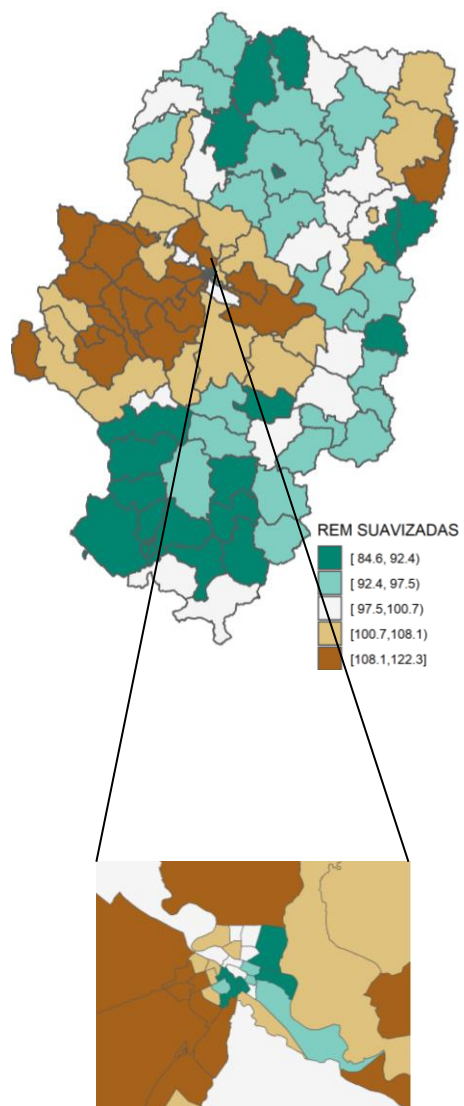 REM SUAVIZADAS
[ 84.6, 92.4)
[ 92.4, 97.5)
[ 97.5,100.7)
[100.7,108.1)
[108.1,122.3]